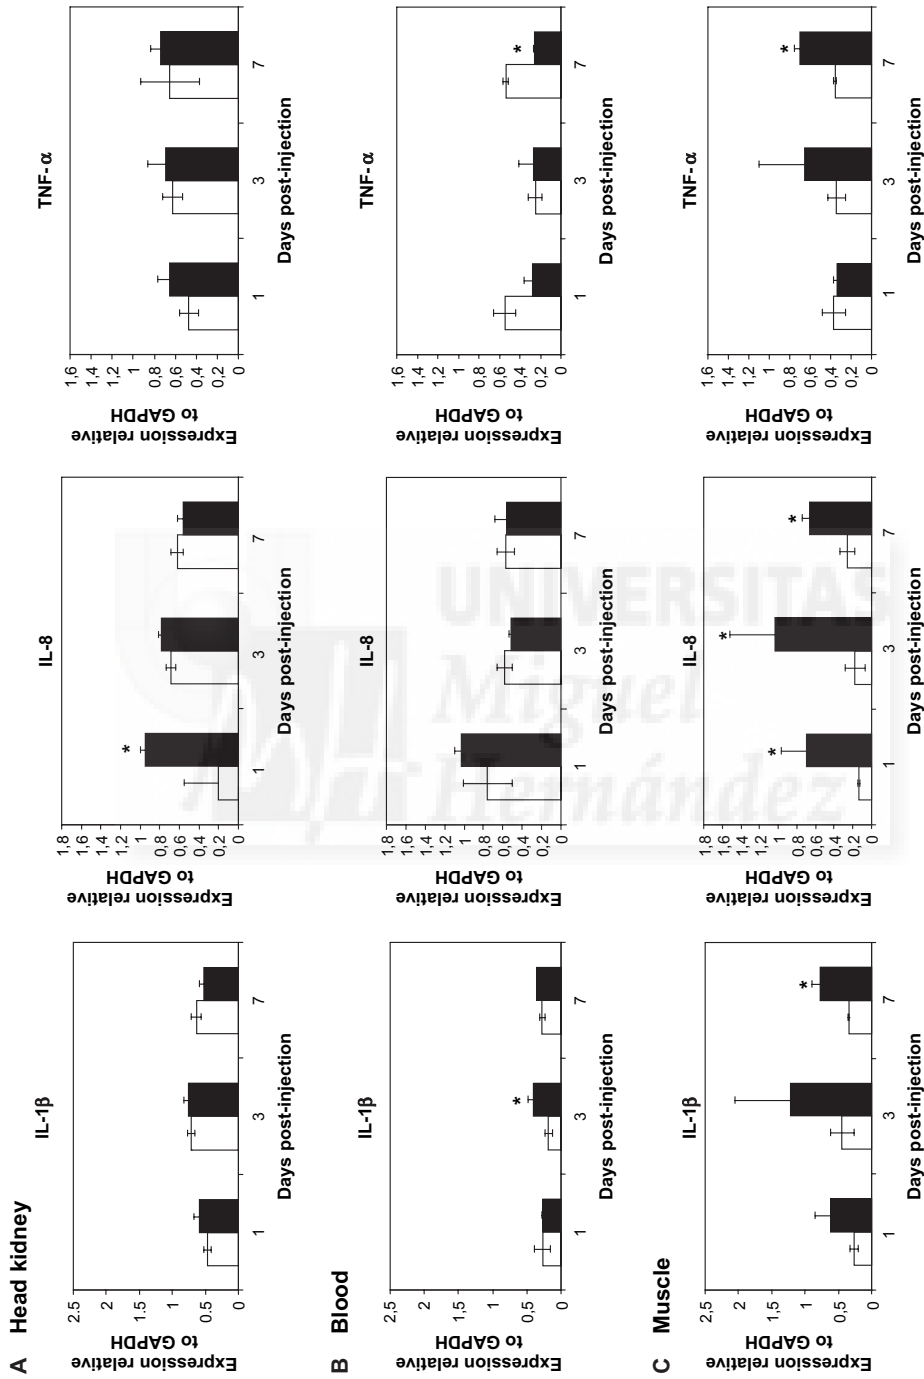 A Head kidney
IL-1β
Expression relative
to GAPDH
2.5
2
1.5
1
0.5
0
1 3 7
Days post-injection
IL-8
Expression relative
to GAPDH
1,8
1,6
1,4
1,2
1
0,8
0,6
0,4
0,2
0
*
1 3 7
Days post-injection
TNF-α
Expression relative
to GAPDH
1,6
1,4
1,2
1
0,8
0,6
0,4
0,2
0
1 3 7
Days post-injection
B Blood
IL-1β
Expression relative
to GAPDH
2,5
2
1,5
1
0,5
0
*
1 3 7
Days post-injection
IL-8
Expression relative
to GAPDH
1,8
1,6
1,4
1,2
1
0,8
0,6
0,4
0,2
0
1 3 7
Days post-injection
TNF-α
Expression relative
to GAPDH
1,6
1,4
1,2
1
0,8
0,6
0,4
0,2
0
*
1 3 7
Days post-injection
C Muscle
IL-1β
Expression relative
to GAPDH
2,5
2
1,5
1
0,5
0
*
1 3 7
Days post-injection
IL-8
Expression relative
to GAPDH
1,8
1,6
1,4
1,2
1
0,8
0,6
0,4
0,2
0
* * *
1 3 7
Days post-injection
TNF-α
Expression relative
to GAPDH
1,6
1,4
1,2
1
0,8
0,6
0,4
0,2
0
*
1 3 7
Days post-injection
UNIVERSITAS
Miguel
Hernández